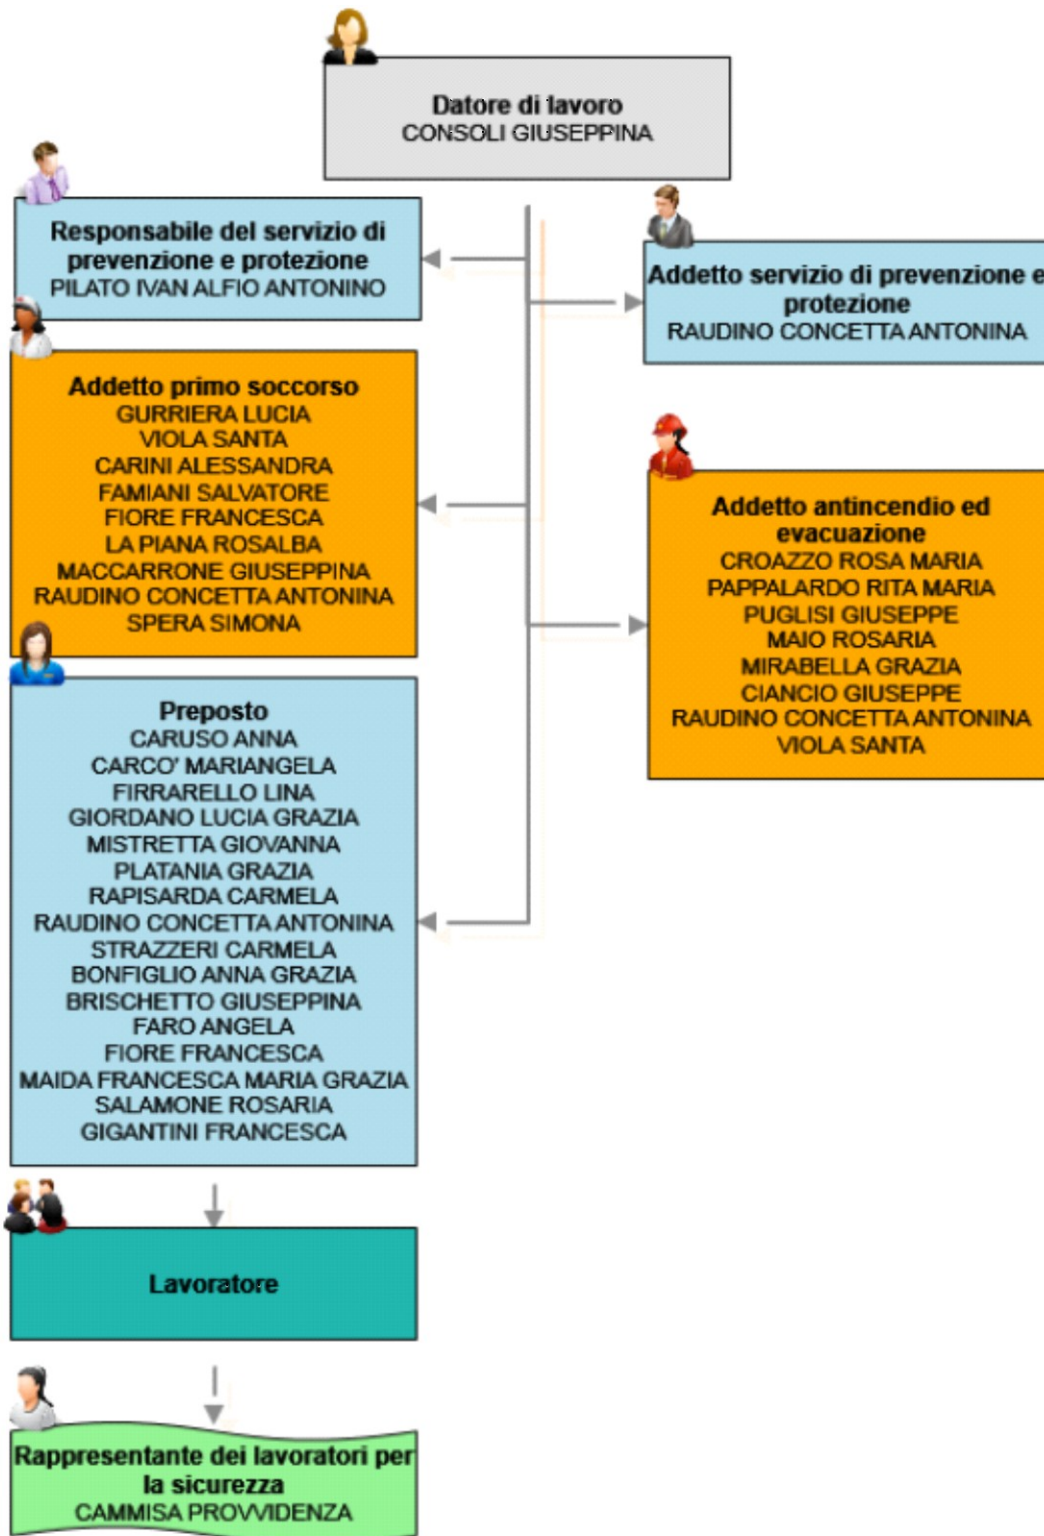 Datore di lavoro
CONSOLI GIUSEPPINA
Responsabile del servizio di
prevenzione e protezione
PILATO IVAN ALFIO ANTONINO
Addetto servizio di prevenzione e
protezione
RAUDINO CONCETTA ANTONINA
Addetto primo soccorso
GURRIERA LUCIA
VIOLA SANTA
CARINI ALESSANDRA
FAMIANI SALVATORE
FIORE FRANCESCA
LA PIANA ROSALBA
MACCARRONE GIUSEPPINA
RAUDINO CONCETTA ANTONINA
SPERA SIMONA
Addetto antincendio ed
evacuazione
CROAZZO ROSA MARIA
PAPPALARDO RITA MARIA
PUGLISI GIUSEPPE
MAIO ROSARIA
MIRABELLA GRAZIA
CIANCIO GIUSEPPE
RAUDINO CONCETTA ANTONINA
VIOLA SANTA
Preposto
CARUSO ANNA
CARCO' MARIANGELA
FIRRARELLO LINA
GIORDANO LUCIA GRAZIA
MISTRETTA GIOVANNA
PLATANIA GRAZIA
RAPISARDA CARMELA
RAUDINO CONCETTA ANTONINA
STRAZZERI CARMELA
BONFIGLIO ANNA GRAZIA
BRISCHETTO GIUSEPPINA
FARO ANGELA
FIORE FRANCESCA
MAIDA FRANCESCA MARIA GRAZIA
SALAMONE ROSARIA
GIGANTINI FRANCESCA
Lavoratore
Rappresentante dei lavoratori per
la sicurezza
CAMMISA PROVVIDENZA